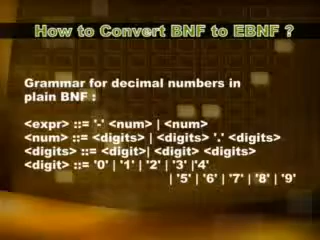 How to Convert BNF to EBNF ?
Grammar for decimal numbers in
plain BNF :
<expr> ::= '-' <num> | <num>
<num> ::= <digits> | <digits> '.' <digits>
<digits> ::= <digit>| <digit> <digits>
<digit> ::= '0' | '1' | '2' | '3' |'4'
| '5' | '6' | '7' | '8' | '9'